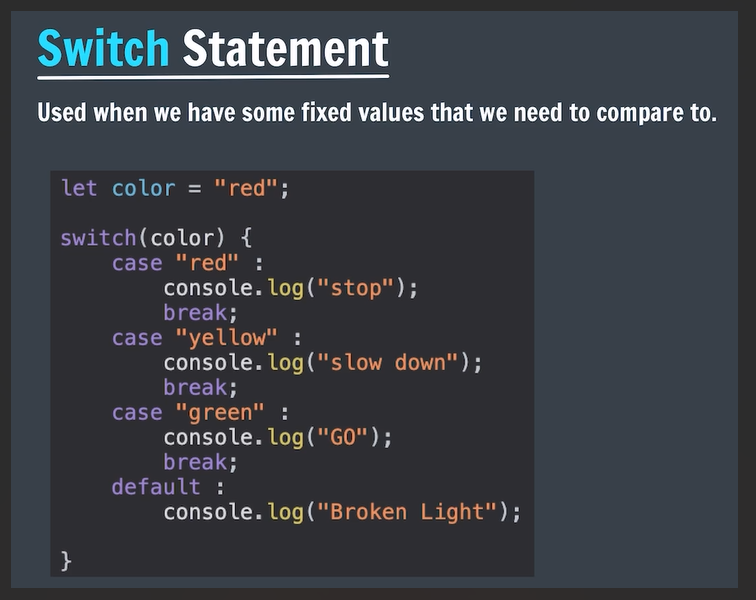 Switch Statement
Used when we have some fixed values that we need to compare to.
let color = "red";
switch(color) {
    case "red" :
        console.log("stop");
        break;
    case "yellow" :
        console.log("slow down");
        break;
    case "green" :
        console.log("GO");
        break;
    default :
        console.log("Broken Light");
}